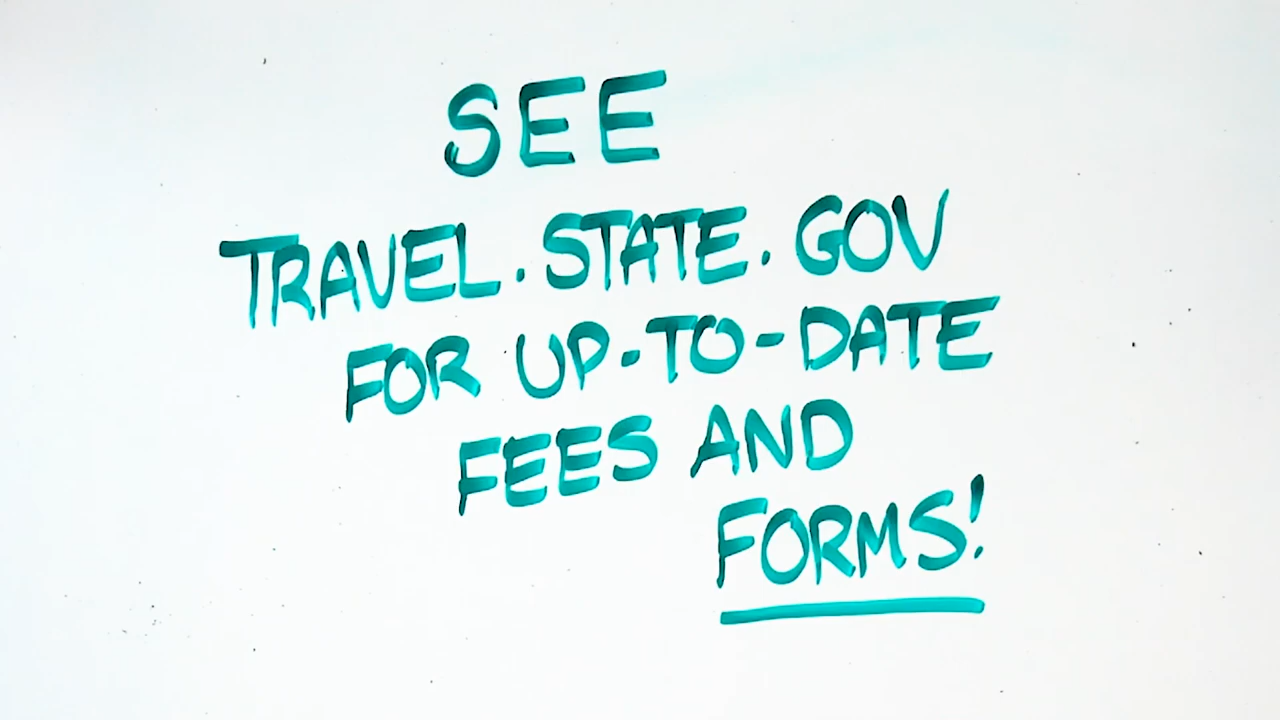 SEE
TRAVEL.STATE.GOV
FOR UP-TO-DATE
FEES AND
FORMS!